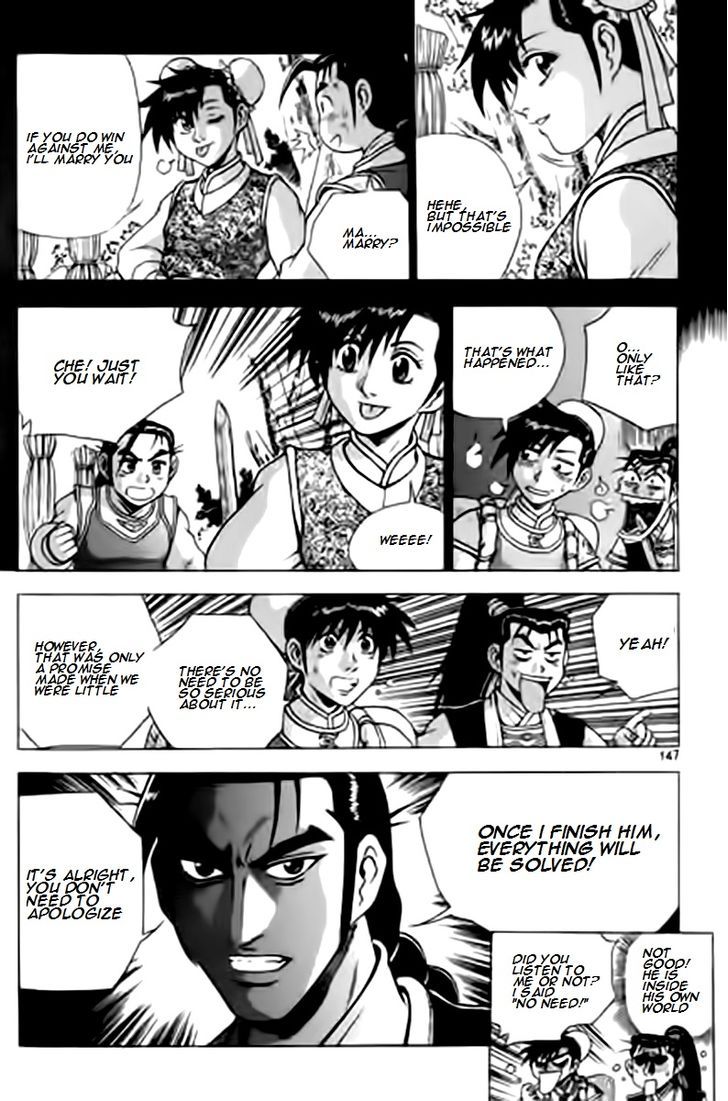 IF YOU DO WIN
AGAINST ME,
I'LL MARRY YOU
MA...
MARRY?
HEHE,
BUT THAT'S
IMPOSSIBLE
CHE! JUST
YOU WAIT!
WEEEE!
THAT'S WHAT
HAPPENED...
O...
ONLY
LIKE
THAT?
HOWEVER,
THAT WAS ONLY
A PROMISE
MADE WHEN WE
WERE LITTLE
THERE'S NO
NEED TO BE
SO SERIOUS
ABOUT IT...
YEAH!
147
IT'S ALRIGHT,
YOU DON'T
NEED TO
APOLOGIZE
ONCE I FINISH HIM,
EVERYTHING WILL
BE SOLVED!
DID YOU
LISTEN TO
ME OR NOT?
I SAID
"NO NEED!"
NOT
GOOD!
HE IS
INSIDE
HIS OWN
WORLD